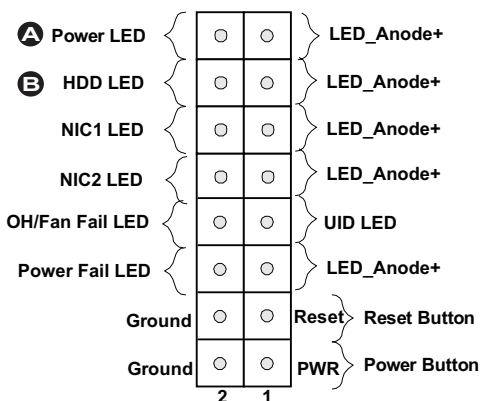 A Power LED LED_Anode+
B HDD LED LED_Anode+
NIC1 LED LED_Anode+
NIC2 LED LED_Anode+
OH/Fan Fail LED UID LED
Power Fail LED LED_Anode+
Ground Reset Reset Button
Ground PWR Power Button
2 1